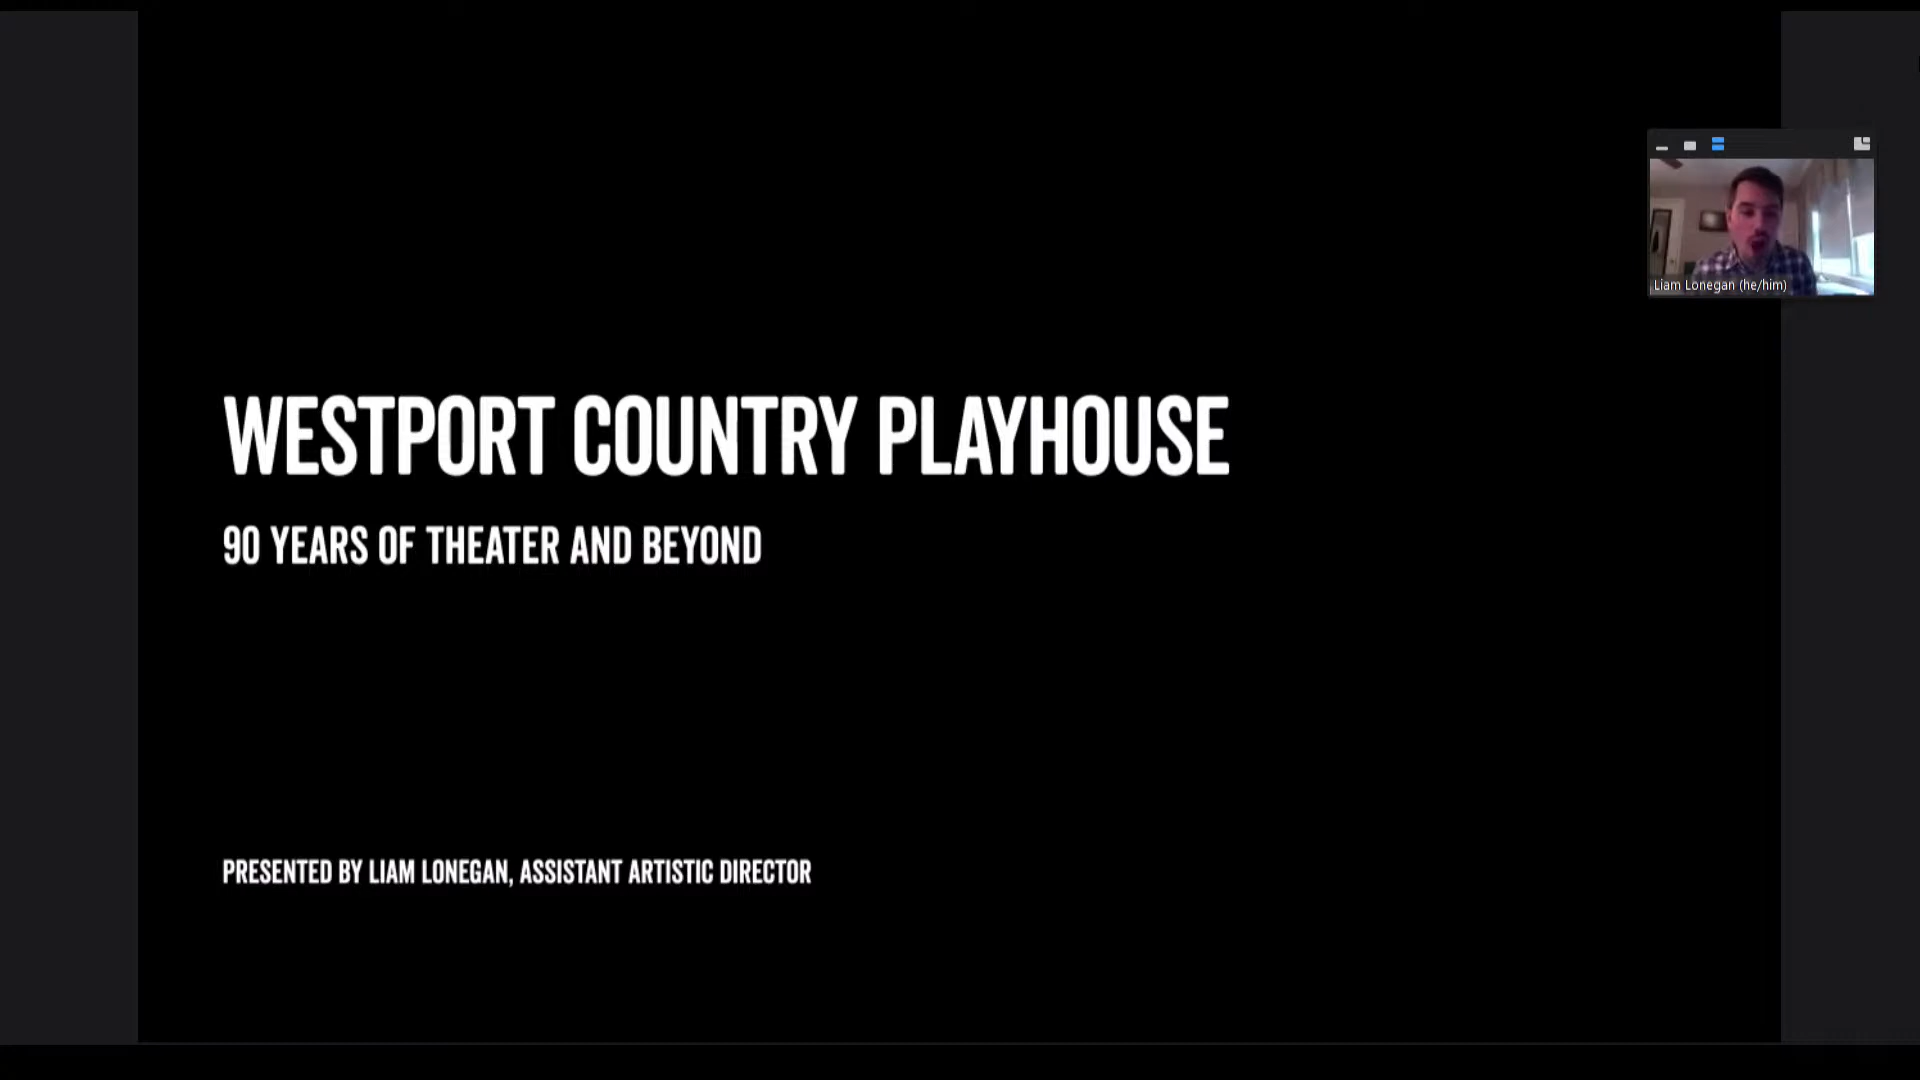 WESTPORT COUNTRY PLAYHOUSE
90 YEARS OF THEATER AND BEYOND
PRESENTED BY LIAM LONEGAN, ASSISTANT ARTISTIC DIRECTOR
Liam Lonegan (he/him)